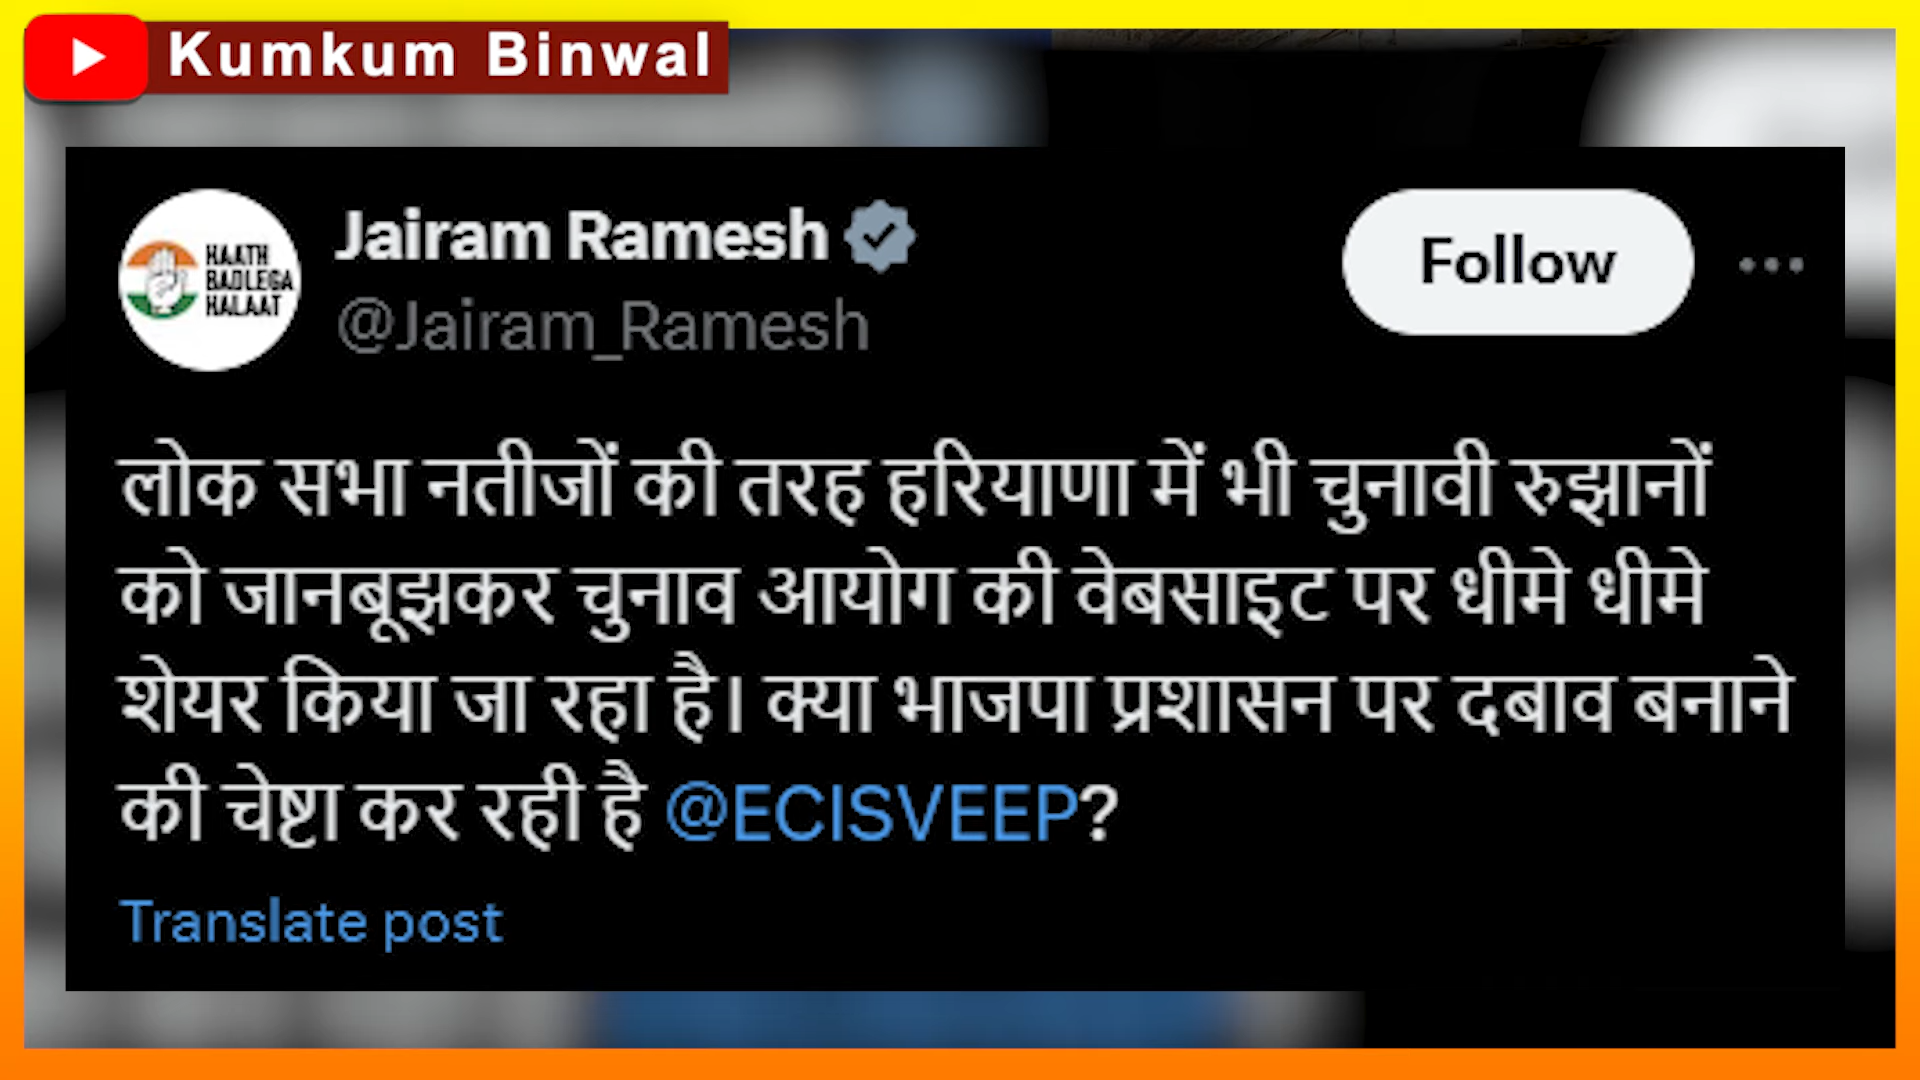 Kumkum Binwal
Jairam Ramesh
@Jairam_Ramesh
HAATH
BADLEGA
HALAAT
Follow
लोक सभा नतीजों की तरह हरियाणा में भी चुनावी रुझानों
को जानबूझकर चुनाव आयोग की वेबसाइट पर धीमे धीमे
शेयर किया जा रहा है। क्या भाजपा प्रशासन पर दबाव बनाने
की चेष्टा कर रही है @ECISVEEP?
Translate post